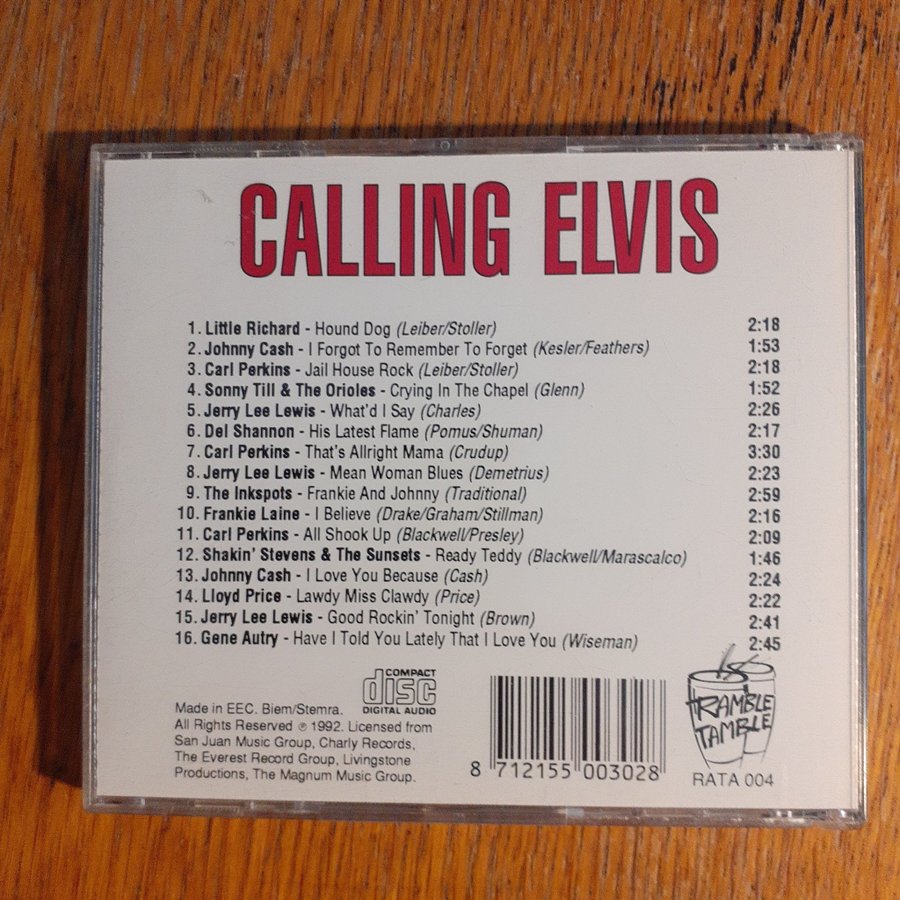 CALLING ELVIS
1. Little Richard - Hound Dog (Leiber/Stoller) 2:18
2. Johnny Cash - I Forgot To Remember To Forget (Kesler/Feathers) 1:53
3. Carl Perkins - Jail House Rock (Leiber/Stoller) 2:18
4. Sonny Till & The Orioles - Crying In The Chapel (Glenn) 1:52
5. Jerry Lee Lewis - What'd I Say (Charles) 2:26
6. Del Shannon - His Latest Flame (Pomus/Shuman) 2:17
7. Carl Perkins - That's Allright Mama (Crudup) 3:30
8. Jerry Lee Lewis - Mean Woman Blues (Demetrius) 2:23
9. The Inkspots - Frankie And Johnny (Traditional) 2:59
10. Frankie Laine - I Believe (Drake/Graham/Stillman) 2:16
11. Carl Perkins - All Shook Up (Blackwell/Presley) 2:09
12. Shakin' Stevens & The Sunsets - Ready Teddy (Blackwell/Marascalco) 1:46
13. Johnny Cash - I Love You Because (Cash) 2:24
14. Lloyd Price - Lawdy Miss Clawdy (Price) 2:22
15. Jerry Lee Lewis - Good Rockin' Tonight (Brown) 2:41
16. Gene Autry - Have I Told You Lately That I Love You (Wiseman) 2:45
COMPACT
disc
DIGITAL AUDIO
Made in EEC. Biem/Stemra.
All Rights Reserved ℗ 1992. Licensed from
San Juan Music Group, Charly Records,
The Everest Record Group, Livingstone
Productions, The Magnum Music Group.
8 712155 003028
RAMBLE
TAMBLE
RATA 004